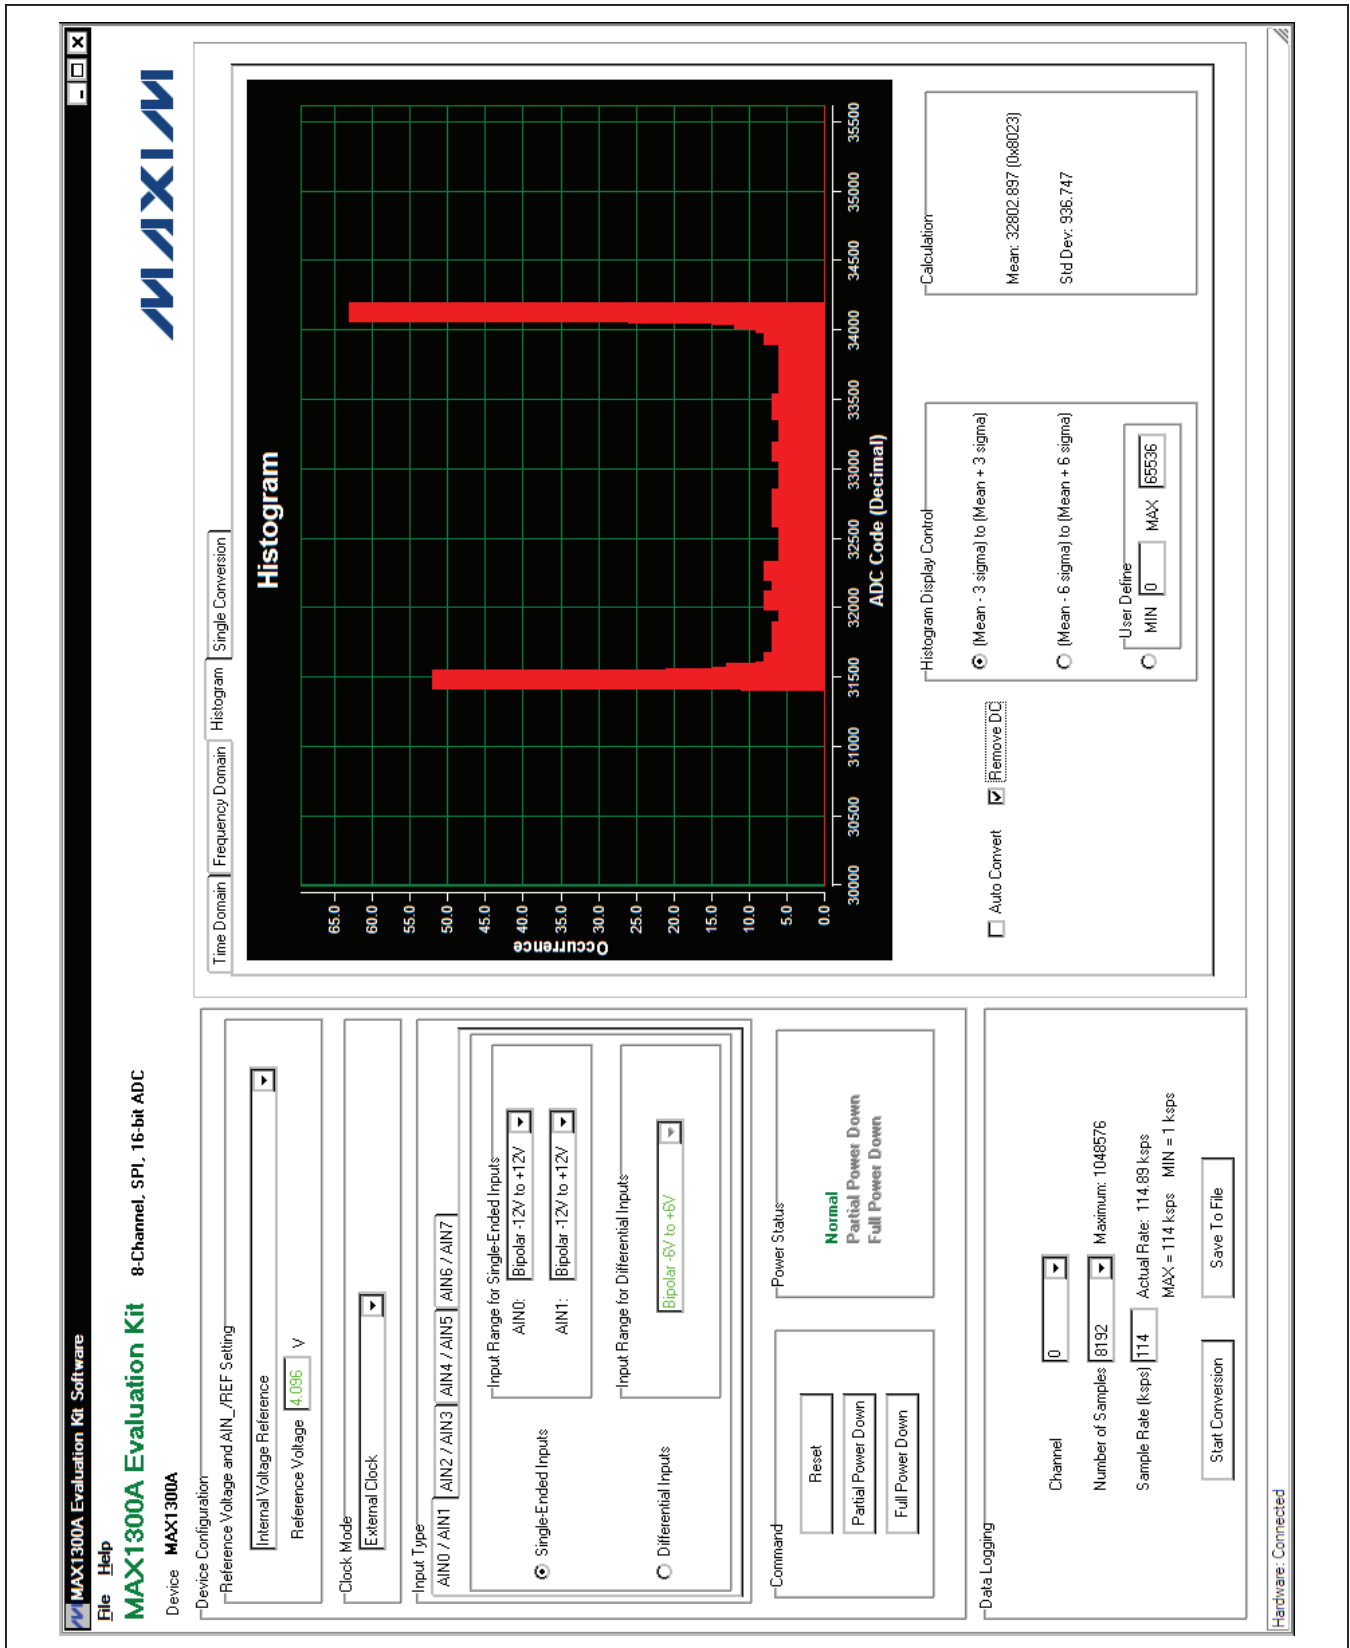 MAX1300A Evaluation Kit Software
File Help
MAX1300A Evaluation Kit 8-Channel, SPI, 16-bit ADC
MAXIM
Device MAX1300A
Device Configuration
Reference Voltage and AIN_/REF Setting
Internal Voltage Reference
Reference Voltage 4.096 V
Clock Mode
External Clock
Input Type
AIN0 / AIN1 AIN2 / AIN3 AIN4 / AIN5 AIN6 / AIN7
Single-Ended Inputs
Input Range for Single-Ended Inputs
AIN0: Bipolar -12V to +12V
AIN1: Bipolar -12V to +12V
Differential Inputs
Input Range for Differential Inputs
Bipolar -6V to +6V
Command
Reset
Partial Power Down
Full Power Down
Power Status
Normal
Partial Power Down
Full Power Down
Data Logging
Channel 0
Number of Samples 8192 Maximum: 1048576
Sample Rate (ksps) 114 Actual Rate: 114.89 ksps
MAX = 114 ksps MIN = 1 ksps
Start Conversion Save To File
Time Domain Frequency Domain Histogram Single Conversion
Histogram
Occurrence
65.0
60.0
55.0
50.0
45.0
40.0
35.0
30.0
25.0
20.0
15.0
10.0
5.0
0.0
30000 30500 31000 31500 32000 32500 33000 33500 34000 34500 35000 35500
ADC Code (Decimal)
Auto Convert Remove DC
Histogram Display Control
(Mean - 3 sigma) to (Mean + 3 sigma)
(Mean - 6 sigma) to (Mean + 6 sigma)
User Define
MIN 0 MAX 65536
Calculation
Mean: 32802.897 (0x8023)
Std Dev: 936.747
Hardware: Connected